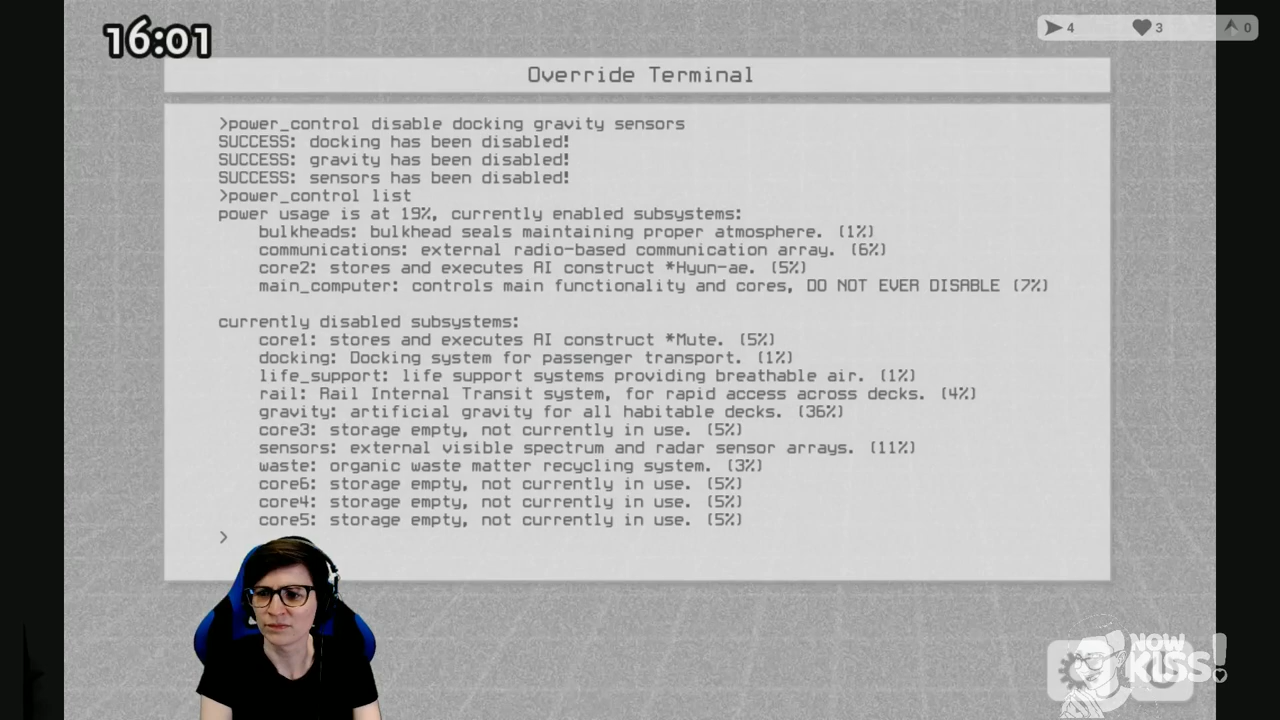 16:01
4
3
0
Override Terminal
>power_control disable docking gravity sensors
SUCCESS: docking has been disabled!
SUCCESS: gravity has been disabled!
SUCCESS: sensors has been disabled!
>power_control list
power usage is at 19%, currently enabled subsystems:
bulkheads: bulkhead seals maintaining proper atmosphere. (1%)
communications: external radio-based communication array. (6%)
core2: stores and executes AI construct *Hyun-ae. (5%)
main_computer: controls main functionality and cores, DO NOT EVER DISABLE (7%)
currently disabled subsystems:
core1: stores and executes AI construct *Mute. (5%)
docking: Docking system for passenger transport. (1%)
life_support: life support systems providing breathable air. (1%)
rail: Rail Internal Transit system, for rapid access across decks. (4%)
gravity: artificial gravity for all habitable decks. (36%)
core3: storage empty, not currently in use. (5%)
sensors: external visible spectrum and radar sensor arrays. (11%)
waste: organic waste matter recycling system. (3%)
core6: storage empty, not currently in use. (5%)
core4: storage empty, not currently in use. (5%)
core5: storage empty, not currently in use. (5%)
>
NOW
KISS!